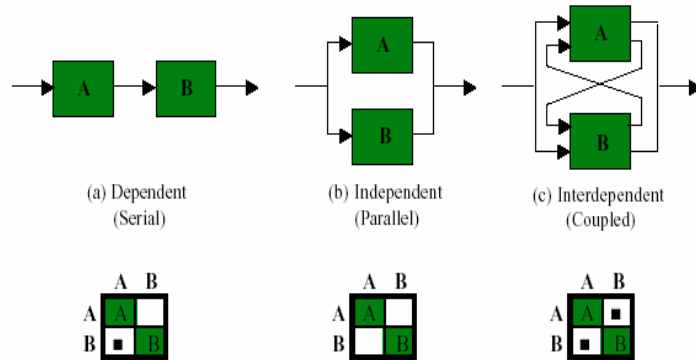 A B
A
B
A
B
(a) Dependent
(Serial)
(b) Independent
(Parallel)
(c) Interdependent
(Coupled)
A B
A A
B B
A B
A A
B B
A B
A A
B B